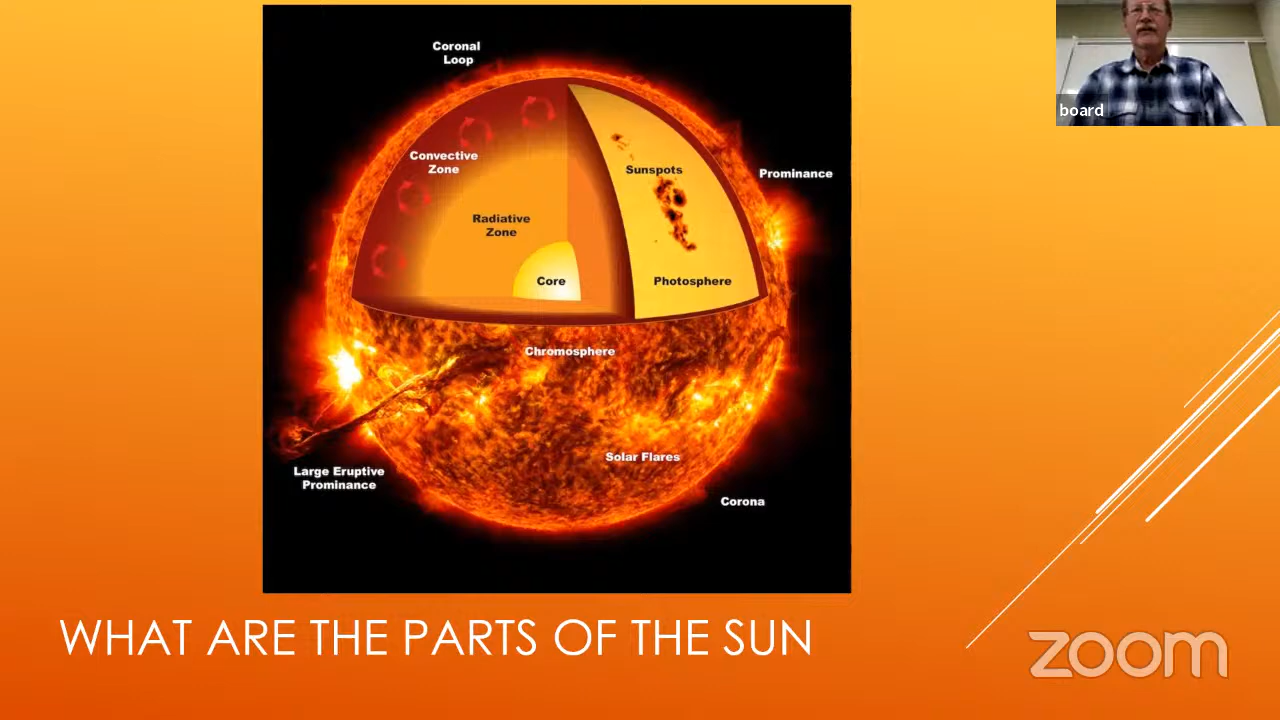 Coronal
Loop
board
Convective
Zone
Sunspots
Prominance
Radiative
Zone
Core
Photosphere
Chromosphere
Solar Flares
Large Eruptive
Prominance
Corona
WHAT ARE THE PARTS OF THE SUN
zoom